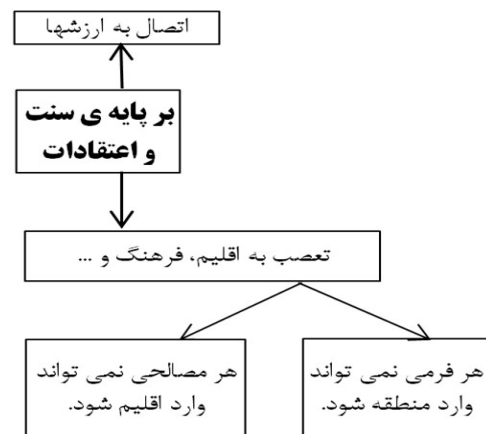 اتصال به ارزشها
بر پایه ی سنت
و اعتقادات
تعصب به اقلیم، فرهنگ و ...
هر فرمی نمی تواند
وارد منطقه شود.
هر مصالحی نمی تواند
وارد اقلیم شود.